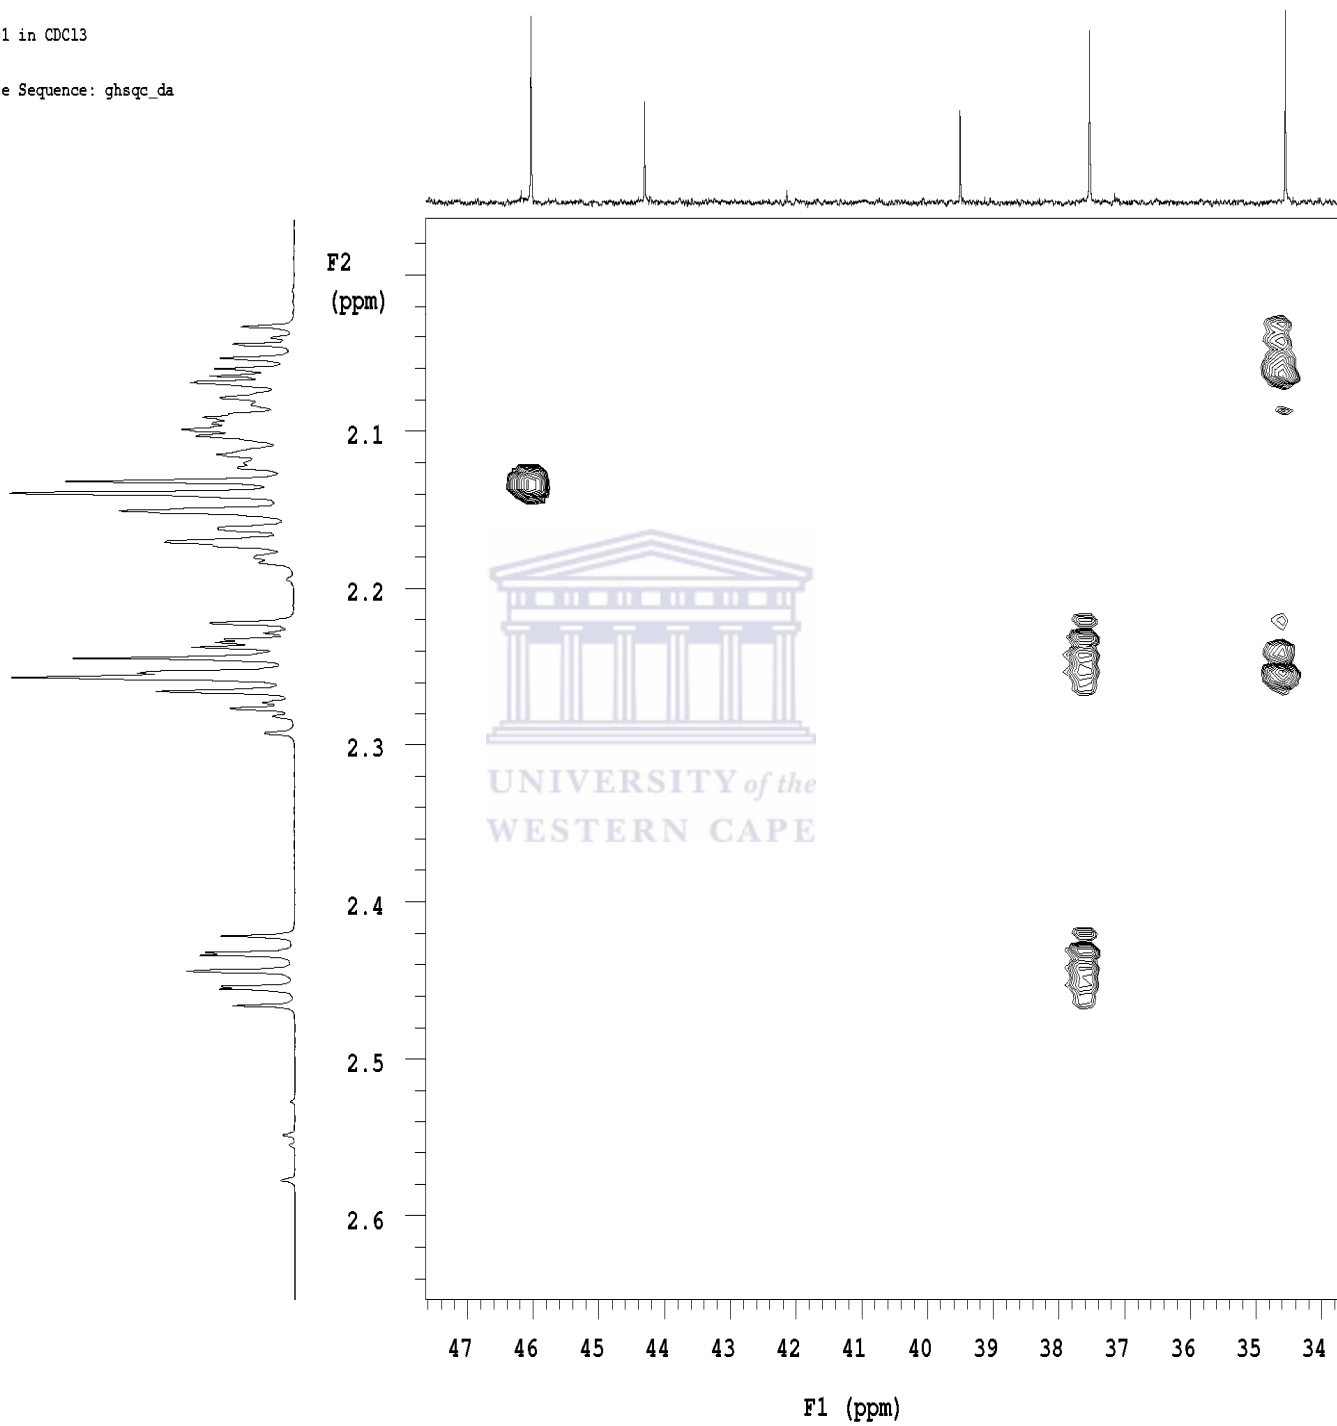 1 in CDCl3
e Sequence: ghsqc_da
F2
(ppm)
2.1
2.2
2.3
2.4
2.5
2.6
UNIVERSITY of the
WESTERN CAPE
47 46 45 44 43 42 41 40 39 38 37 36 35 34
F1 (ppm)